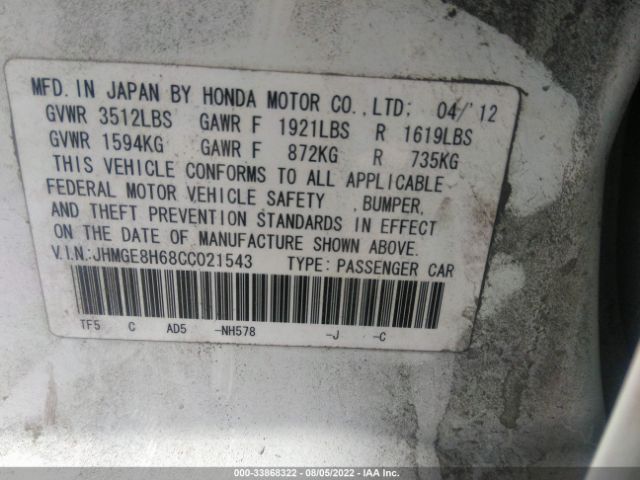 MFD. IN JAPAN BY HONDA MOTOR CO., LTD: 04/'12
GVWR 3512LBS GAWR F 1921LBS R 1619LBS
GVWR 1594KG GAWR F 872KG R 735KG
THIS VEHICLE CONFORMS TO ALL APPLICABLE
FEDERAL MOTOR VEHICLE SAFETY ,BUMPER,
AND THEFT PREVENTION STANDARDS IN EFFECT
ON THE DATE OF MANUFACTURE SHOWN ABOVE.
V.I.N:JHMGE8H68CC021543 TYPE: PASSENGER CAR
TF5 C AD5 -NH578 -J -C
000-33868322 - 08/05/2022 - IAA Inc.